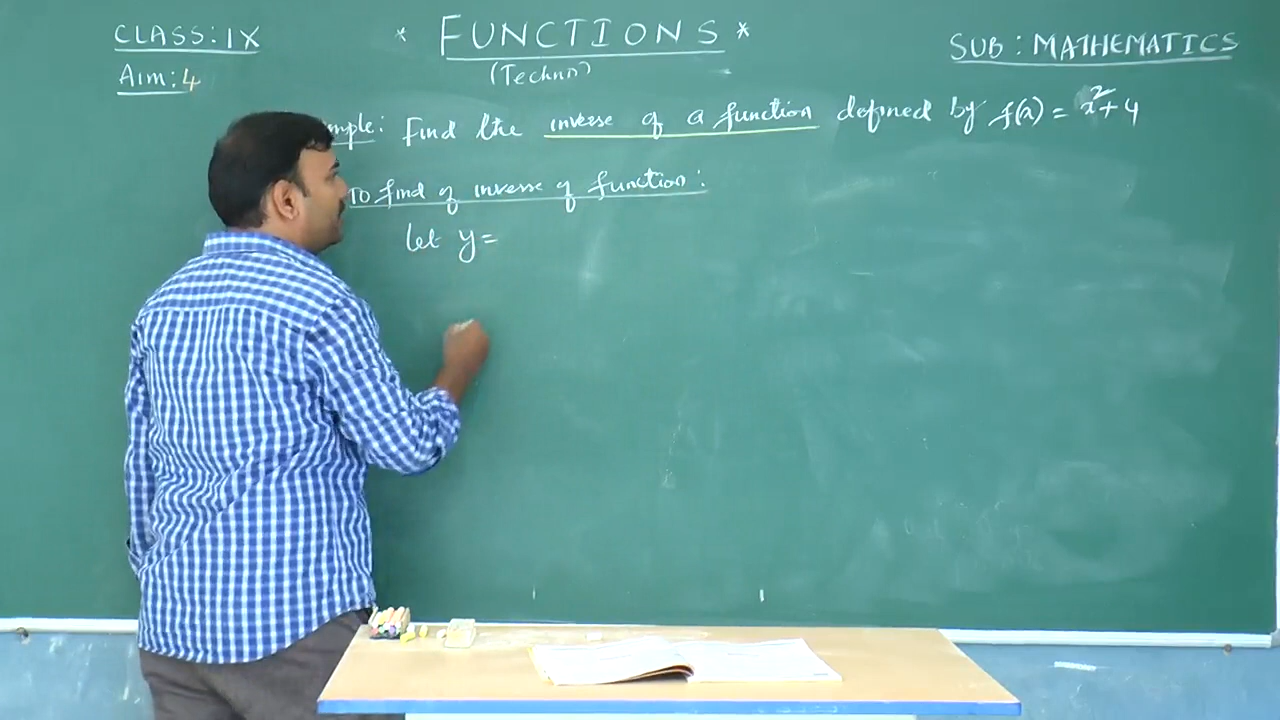 CLASS: IX
* FUNCTIONS *
SUB: MATHEMATICS
(Techno)
Aim: 4
mple: Find the inverse of a function defined by f(x) = x²+4
To find of inverse of function:
let y=